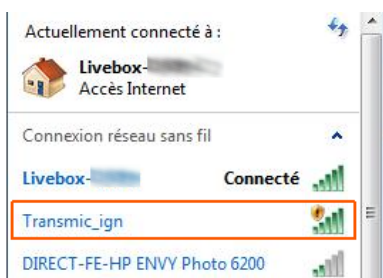 Actuellement connecté à :
Livebox-
Accès Internet
Connexion réseau sans fil
Livebox- Connecté
Transmic_ign
DIRECT-FE-HP ENVY Photo 6200